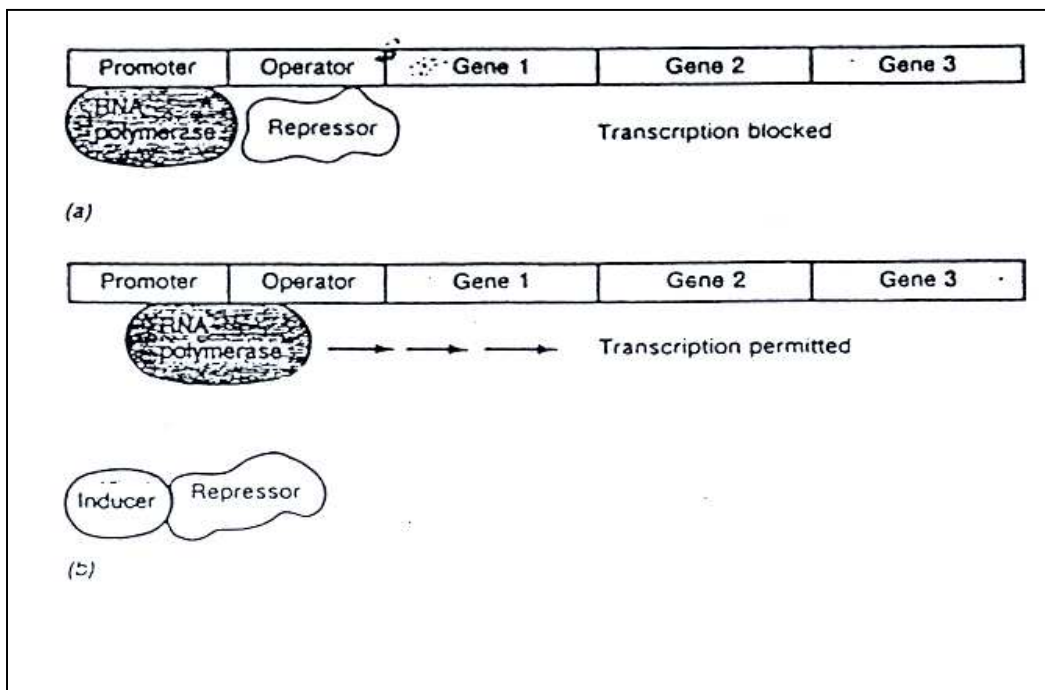 Promoter Operator Gene 1 Gene 2 Gene 3
RNA
polymerase
Repressor
Transcription blocked
(a)
Promoter Operator Gene 1 Gene 2 Gene 3
RNA
polymerase
Transcription permitted
Inducer
Repressor
(b)